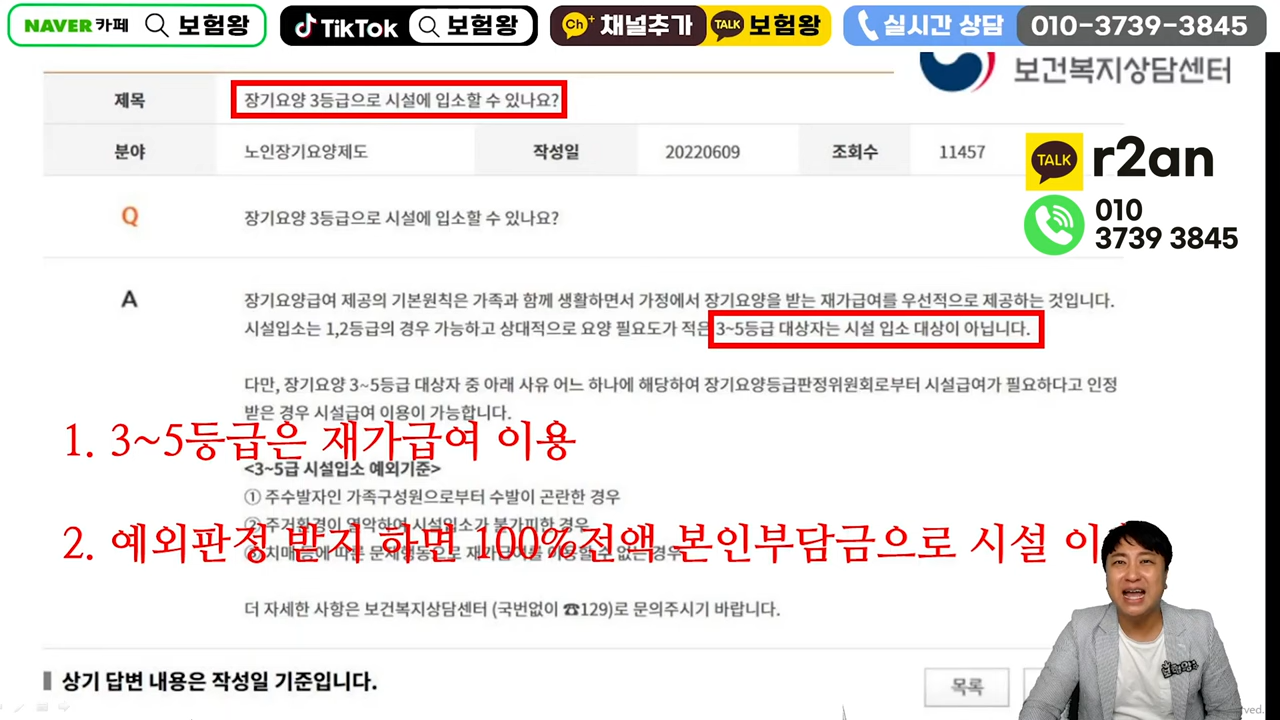 NAVER 카페 보험왕
TikTok 보험왕
Ch+ 채널추가 TALK 보험왕
실시간 상담 010-3739-3845
보건복지상담센터
제목 장기요양 3등급으로 시설에 입소할 수 있나요?
분야 노인장기요양제도 작성일 20220609 조회수 11457
TALK r2an
010
3739 3845
Q 장기요양 3등급으로 시설에 입소할 수 있나요?
A 장기요양급여 제공의 기본원칙은 가족과 함께 생활하면서 가정에서 장기요양을 받는 재가급여를 우선적으로 제공하는 것입니다.
시설입소는 1,2등급의 경우 가능하고 상대적으로 요양 필요도가 적은 3~5등급 대상자는 시설 입소 대상이 아닙니다.
다만, 장기요양 3~5등급 대상자 중 아래 사유 어느 하나에 해당하여 장기요양등급판정위원회로부터 시설급여가 필요하다고 인정
받은 경우 시설급여 이용이 가능합니다.
1. 3~5등급은 재가급여 이용
<3~5급 시설입소 예외기준>
① 주수발자인 가족구성원으로부터 수발이 곤란한 경우
② 주거환경이 열악하여 시설입소가 불가피한 경우
2. 예외판정 받지 하면 100%전액 본인부담금으로 시설
더 자세한 사항은 보건복지상담센터 (국번없이 ☎129)로 문의주시기 바랍니다.
상기 답변 내용은 작성일 기준입니다.
목록